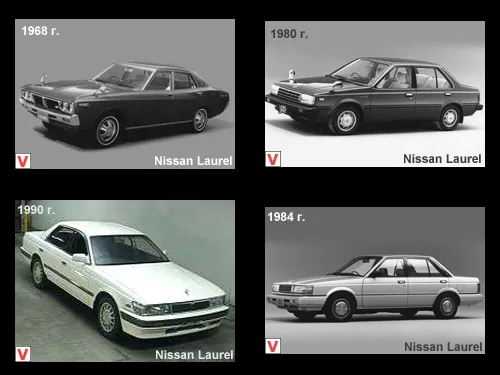 1968 г.
Nissan Laurel
V
1980 г.
Nissan Laurel
V
1990 г.
Nissan Laurel
V
1984 г.
Nissan Laurel
V